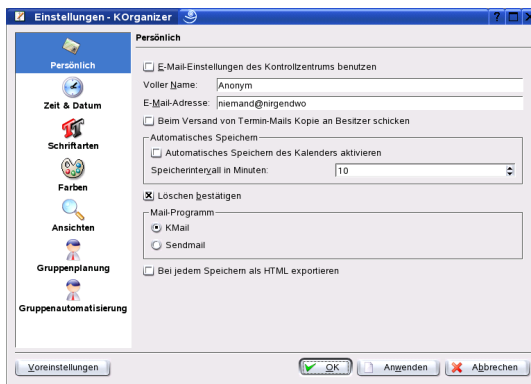 Einstellungen - KOrganizer
Persönlich
Zeit & Datum
Schriftarten
Farben
Ansichten
Gruppenplanung
Gruppenautomatisierung
Persönlich
E-Mail-Einstellungen des Kontrollzentrums benutzen
Voller Name: Anonym
E-Mail-Adresse: niemand@nirgendwo
Beim Versand von Termin-Mails Kopie an Besitzer schicken
Automatisches Speichern
Automatisches Speichern des Kalenders aktivieren
Speicherintervall in Minuten: 10
Löschen bestätigen
Mail-Programm
KMail
Sendmail
Bei jedem Speichern als HTML exportieren
Voreinstellungen
OK
Anwenden
Abbrechen